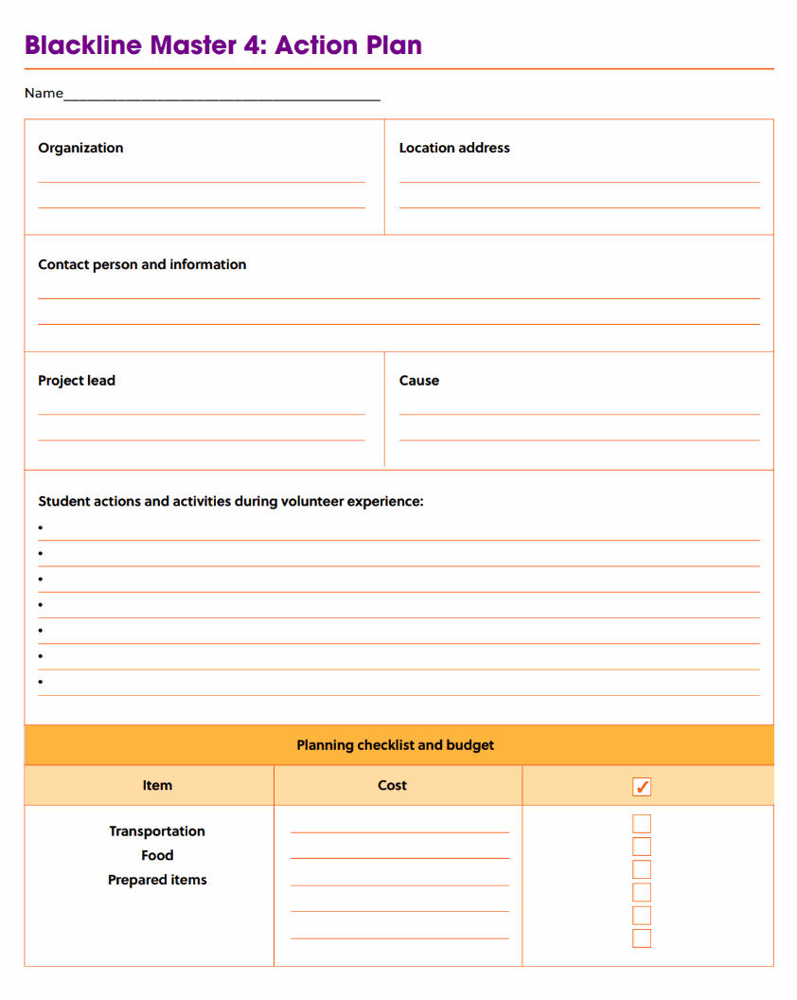 Blackline Master 4: Action Plan
Name
Organization
Location address
Contact person and information
Project lead
Cause
Student actions and activities during volunteer experience:
•
•
•
•
•
•
•
Planning checklist and budget
Item
Cost
✓
Transportation
Food
Prepared items